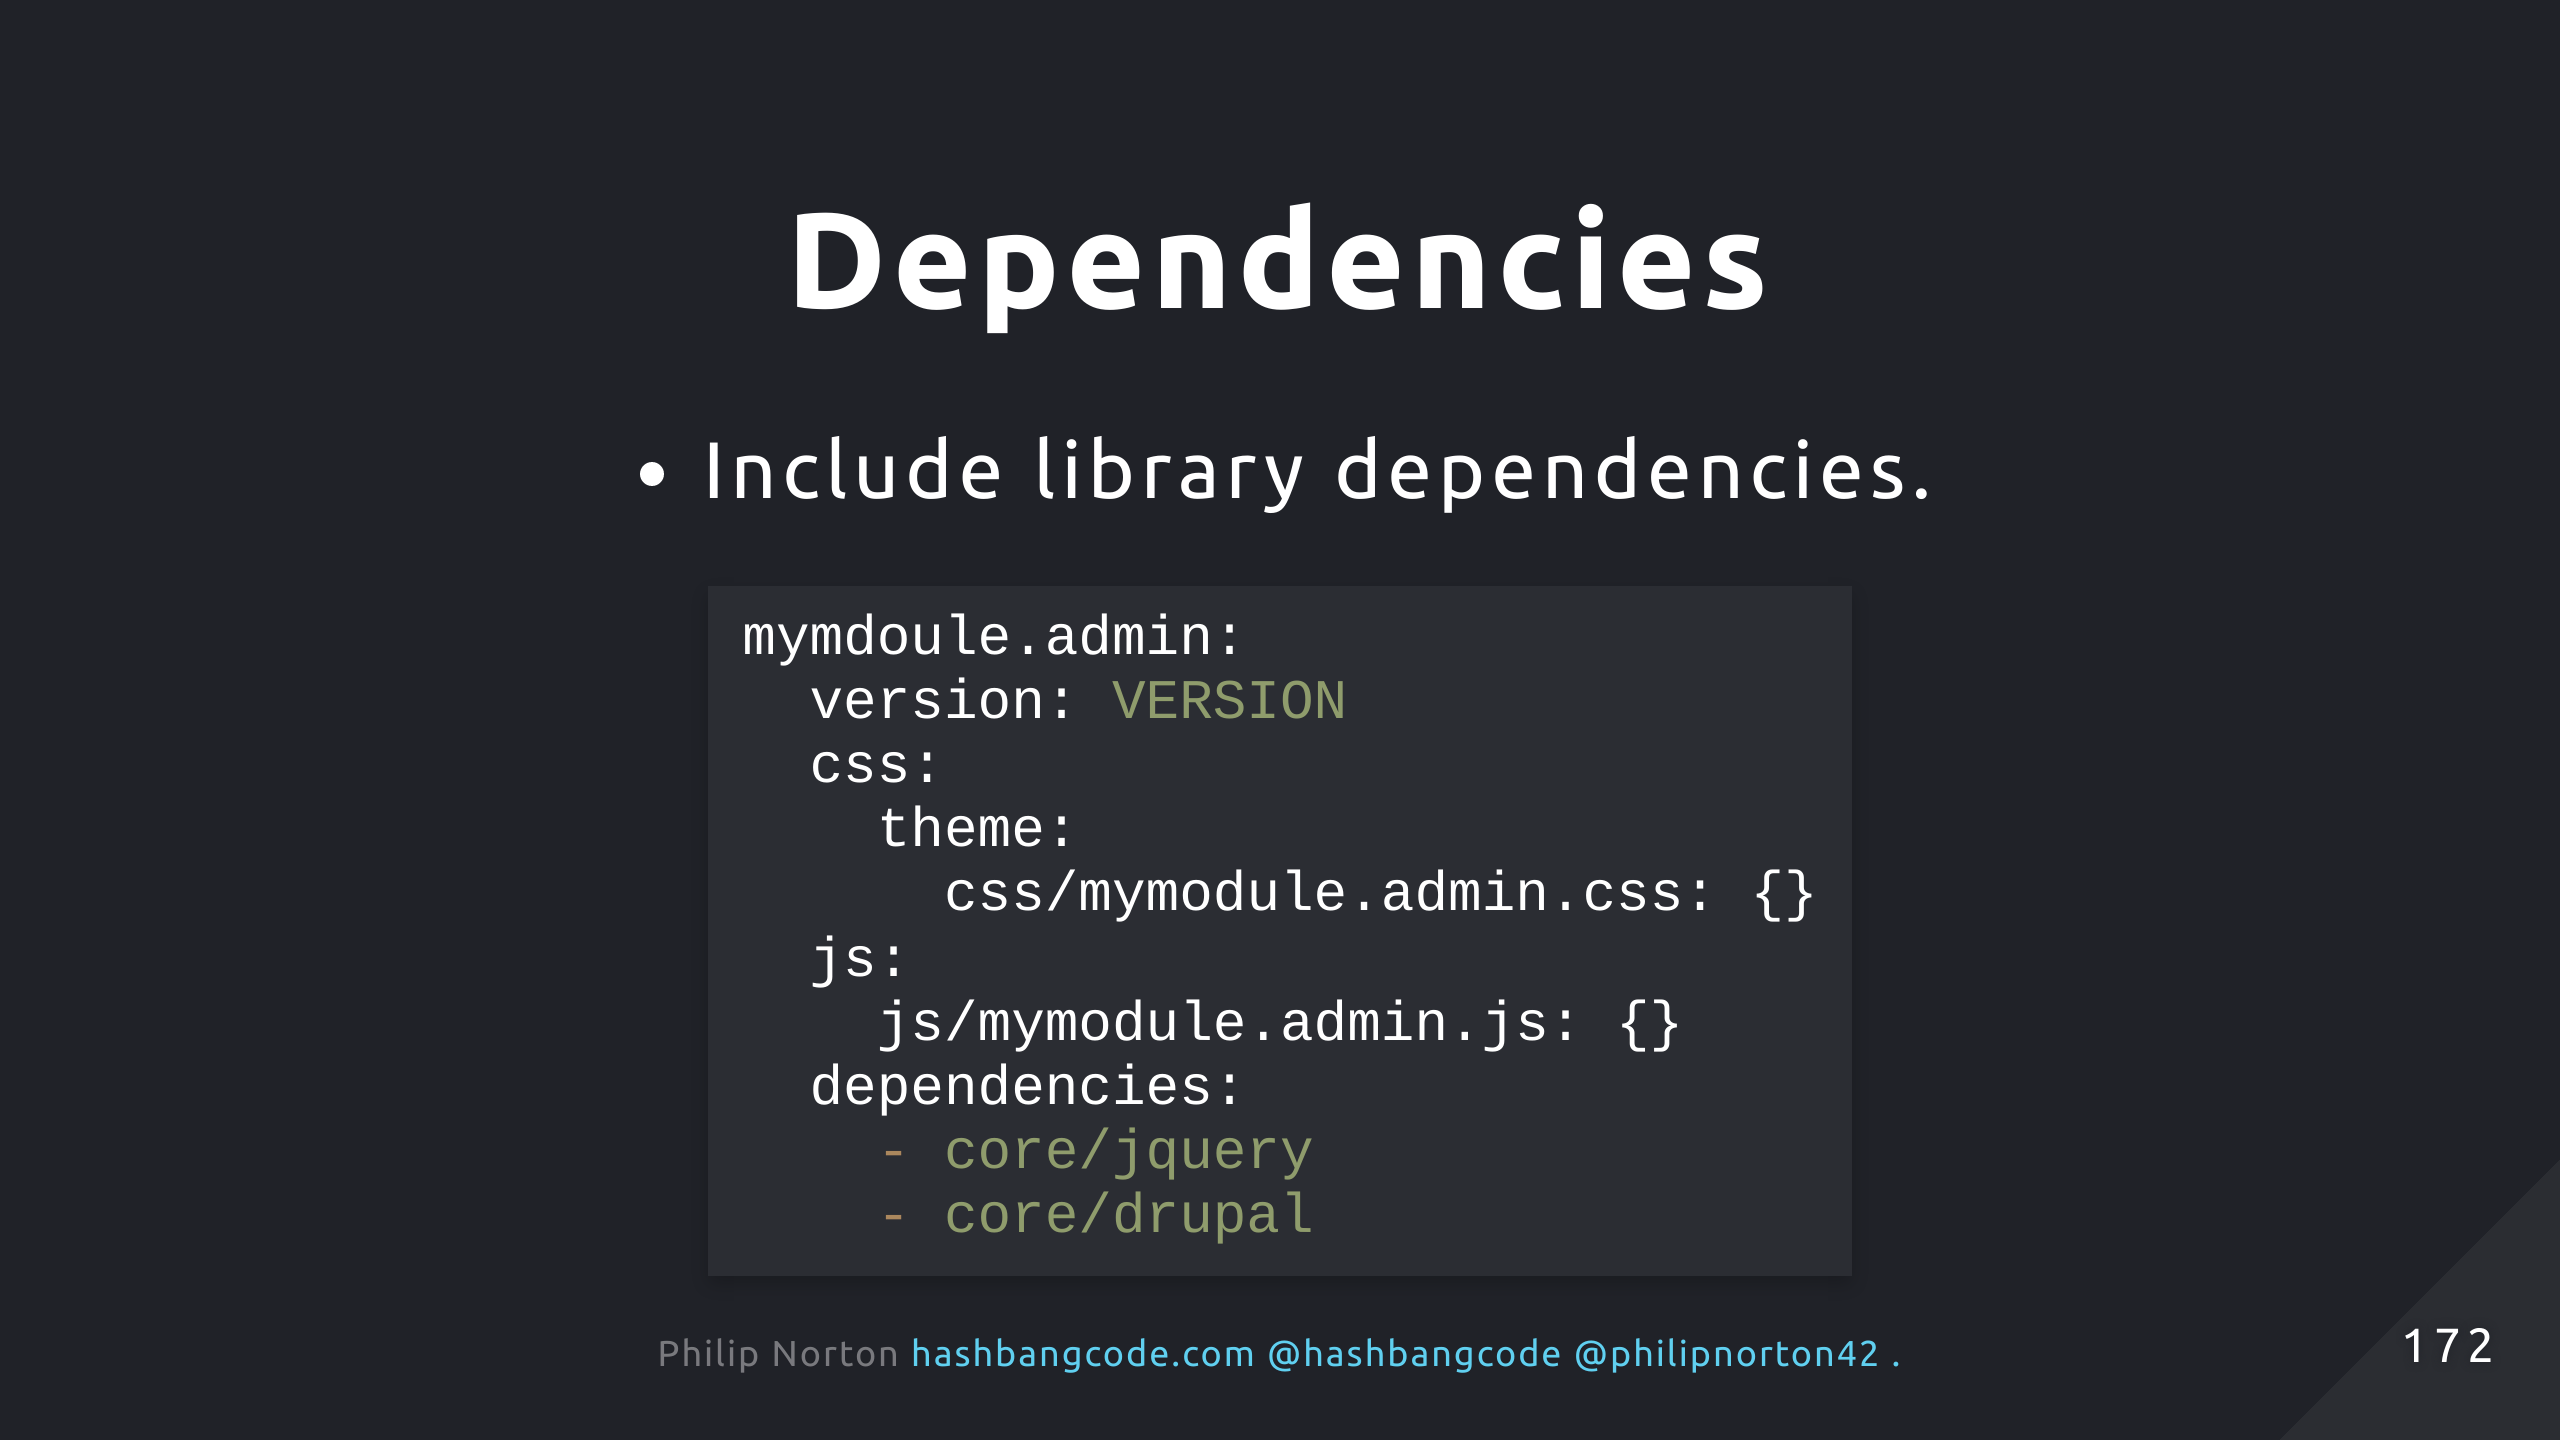 Dependencies
• Include library dependencies.
mymdoule.admin:
  version: VERSION
  css:
    theme:
      css/mymodule.admin.css: {}
  js:
    js/mymodule.admin.js: {}
  dependencies:
    - core/jquery
    - core/drupal
Philip Norton hashbangcode.com @hashbangcode @philipnorton42 .
172